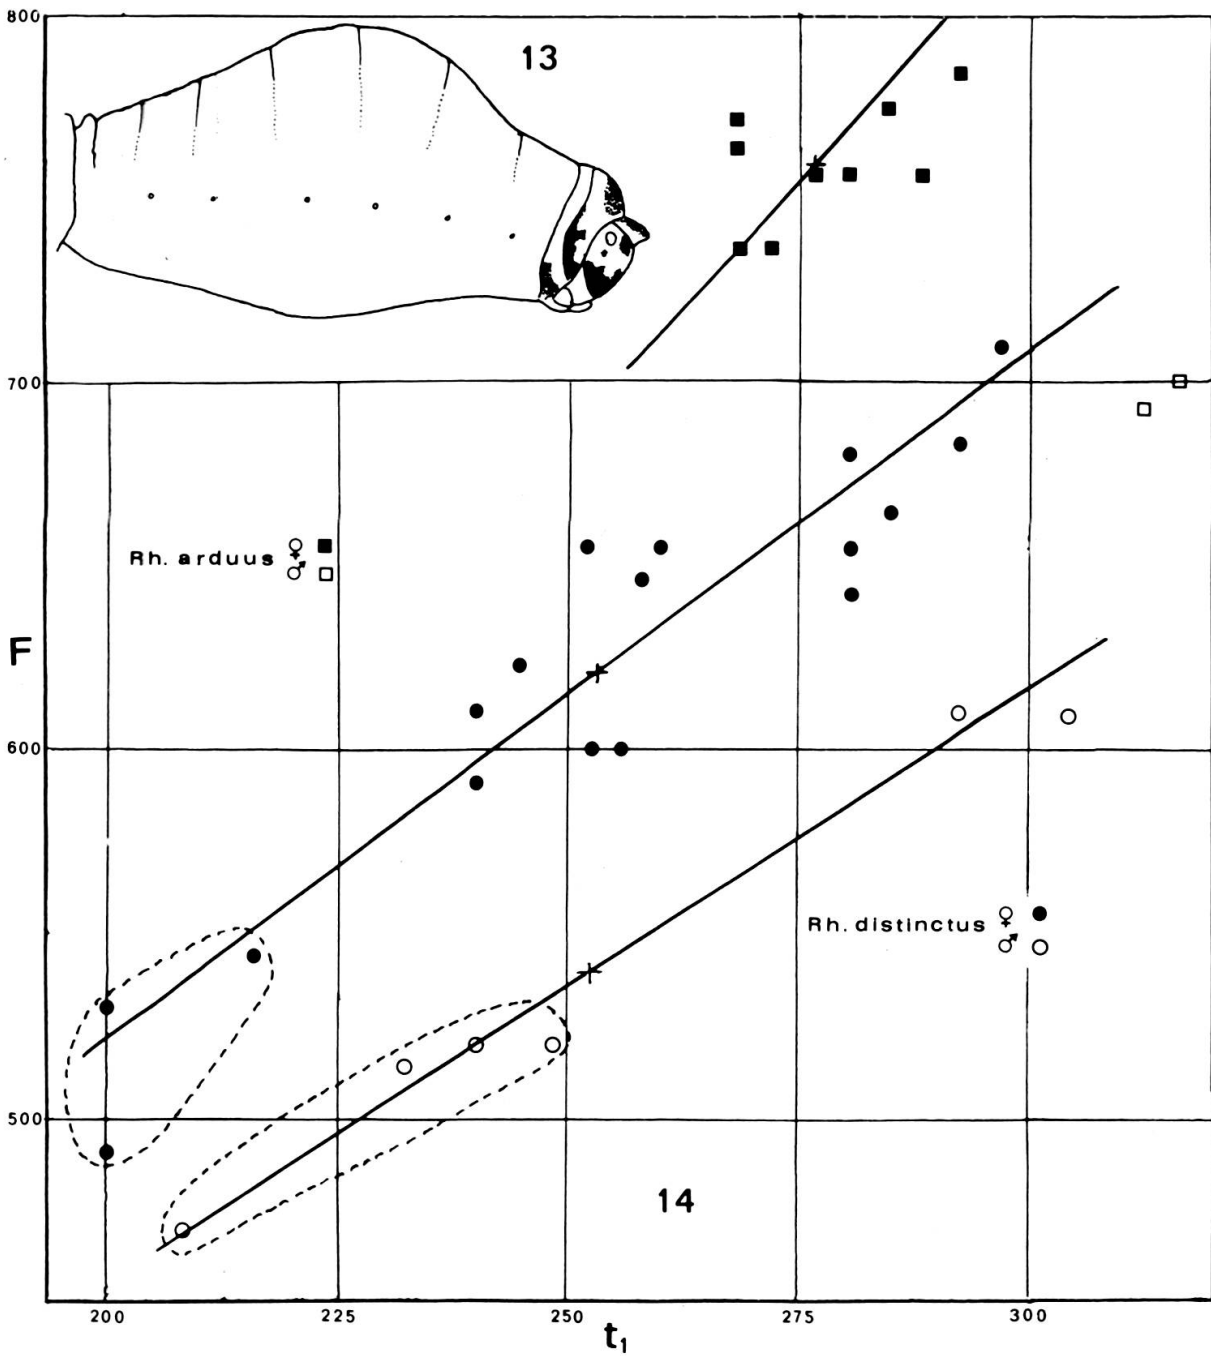 800
13
700
Rh. arduus ♀ ■
♂ □
F
600
Rh. distinctus ♀ ●
♂ ○
500
14
200 225 250 275 300
t₁